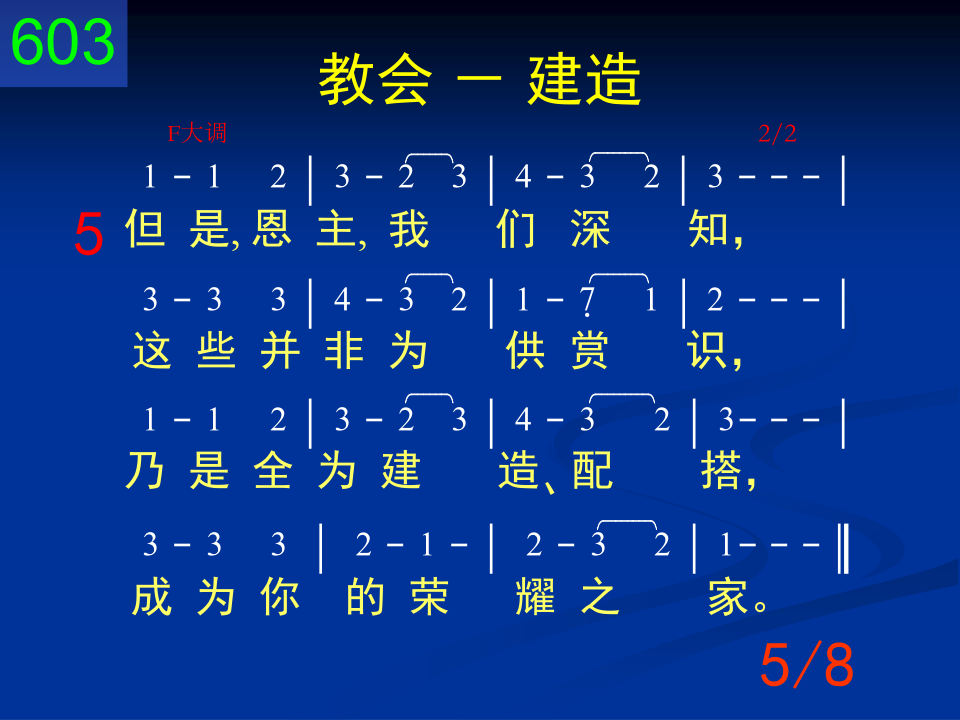 603
教会 － 建造
F大调 2/2
1 - 1 2 | 3 - 2 3 | 4 - 3 2 | 3 - - - |
5 但 是, 恩 主, 我 们 深 知，
3 - 3 3 | 4 - 3 2 | 1 - 7̣ 1 | 2 - - - |
这 些 并 非 为 供 赏 识，
1 - 1 2 | 3 - 2 3 | 4 - 3 2 | 3 - - - |
乃 是 全 为 建 造、配 搭，
3 - 3 3 | 2 - 1 - | 2 - 3 2 | 1 - - - ‖
成 为 你 的 荣 耀 之 家。
5/8